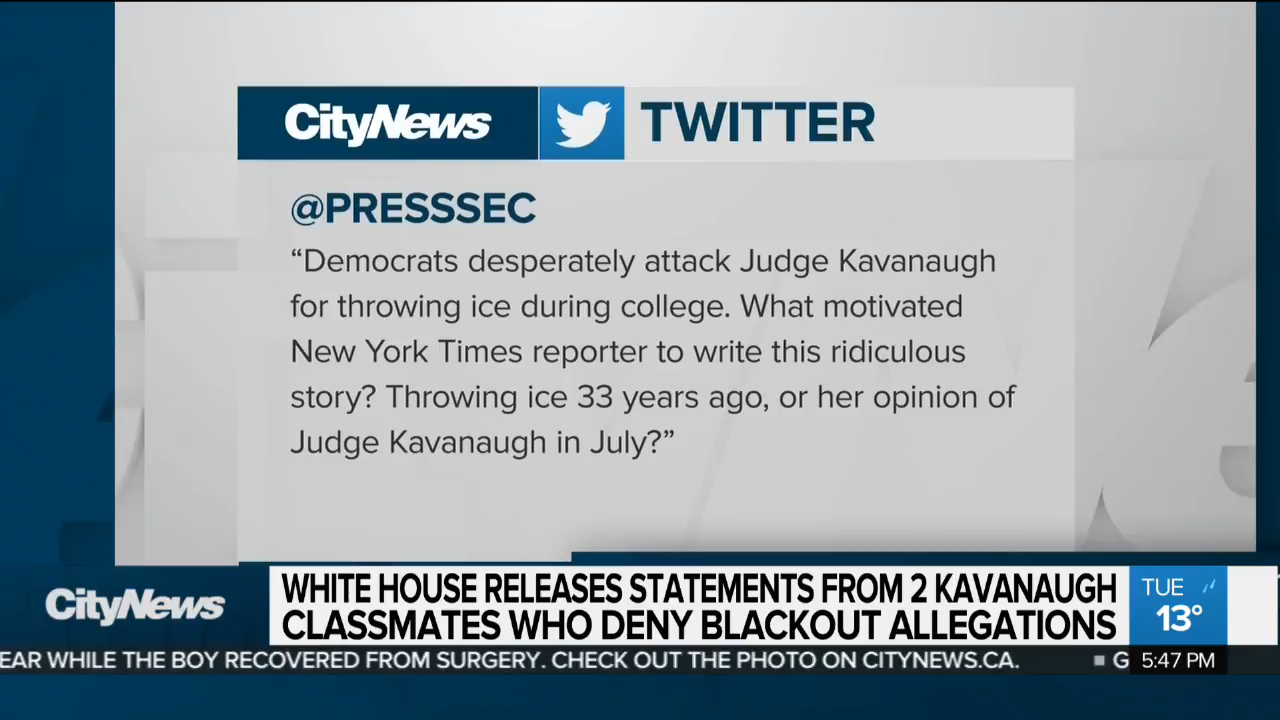 CityNews TWITTER
@PRESSSEC
“Democrats desperately attack Judge Kavanaugh
for throwing ice during college. What motivated
New York Times reporter to write this ridiculous
story? Throwing ice 33 years ago, or her opinion of
Judge Kavanaugh in July?”
CityNews
WHITE HOUSE RELEASES STATEMENTS FROM 2 KAVANAUGH
CLASSMATES WHO DENY BLACKOUT ALLEGATIONS
TUE
13°
EAR WHILE THE BOY RECOVERED FROM SURGERY. CHECK OUT THE PHOTO ON CITYNEWS.CA. G
5:47 PM